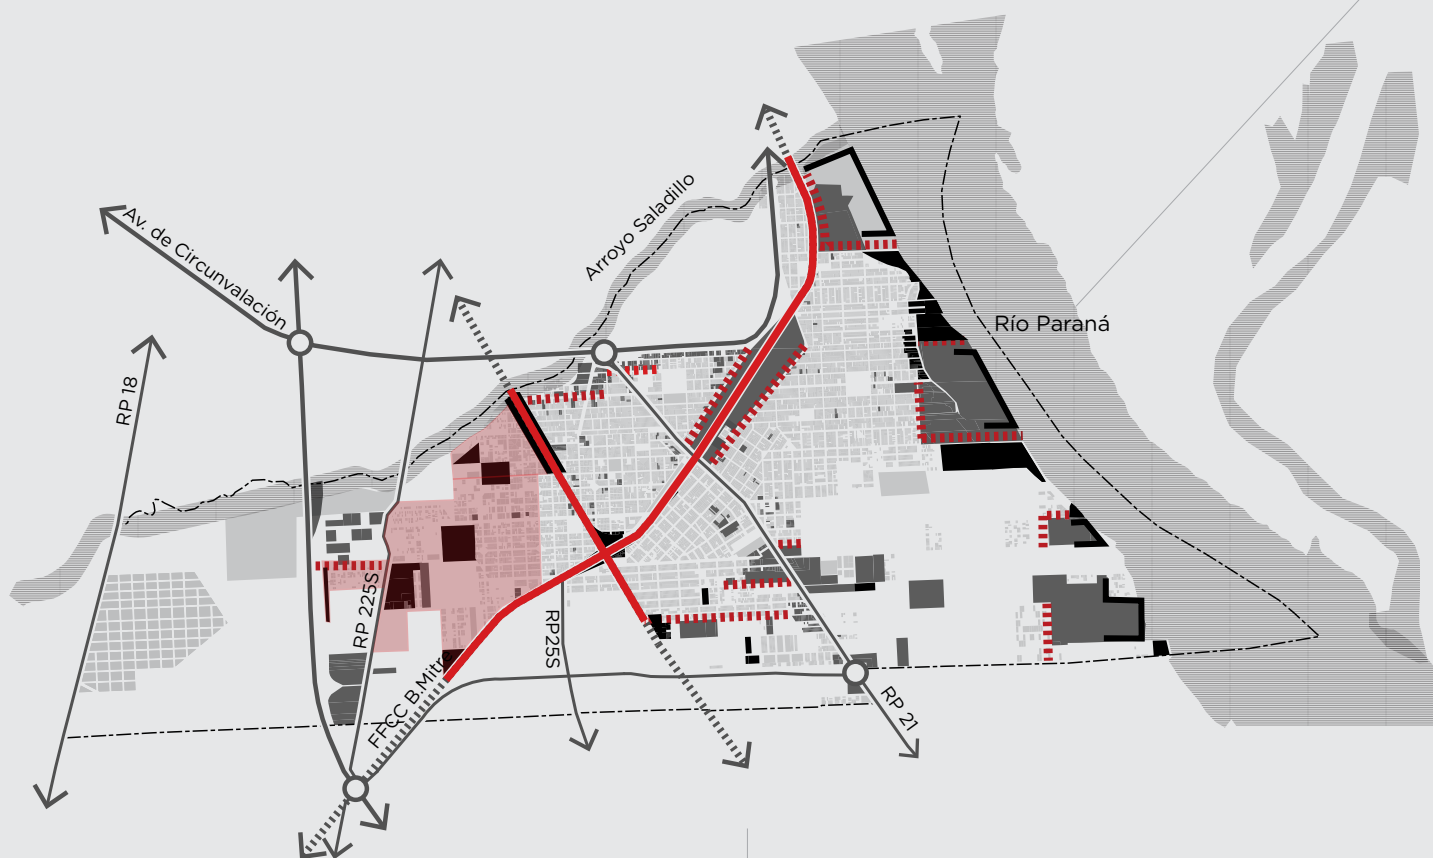 Arroyo Saladillo
Av. de Circunvalación
Río Paraná
RP 18
RP 225S
RP25S
FFCC B.Mitre
RP 21